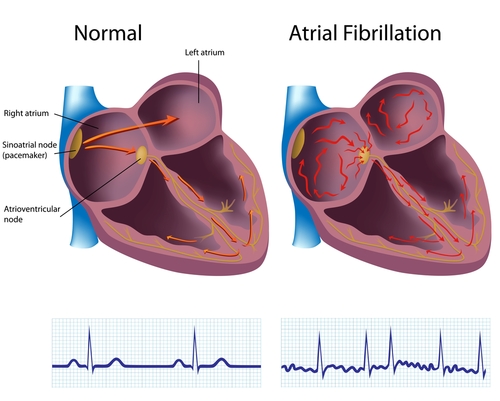 Normal
Atrial Fibrillation
Left atrium
Right atrium
Sinoatrial node
(pacemaker)
Atrioventricular
node